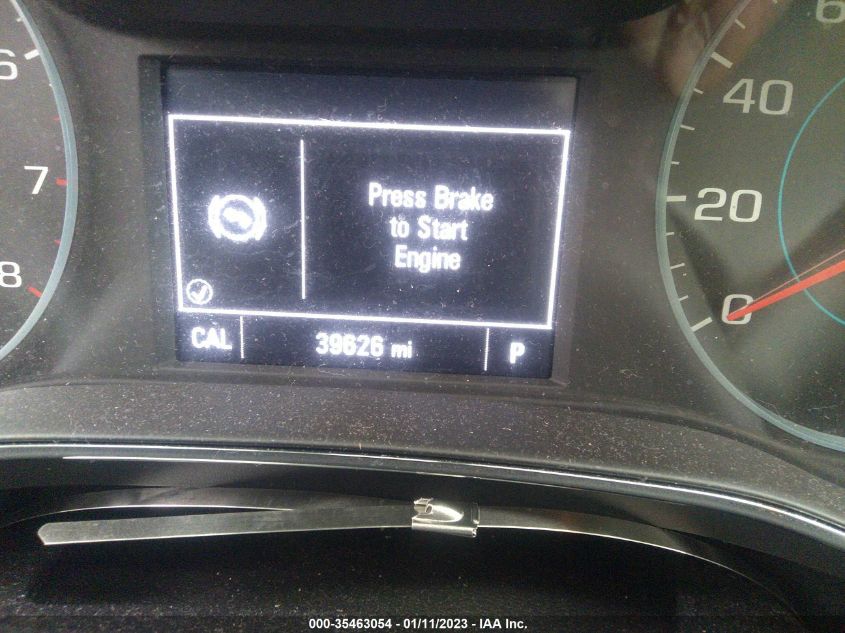 6
7
8
Press Brake
to Start
Engine
CAL 39626 mi P
40
20
0
000-35463054 - 01/11/2023 - IAA Inc.